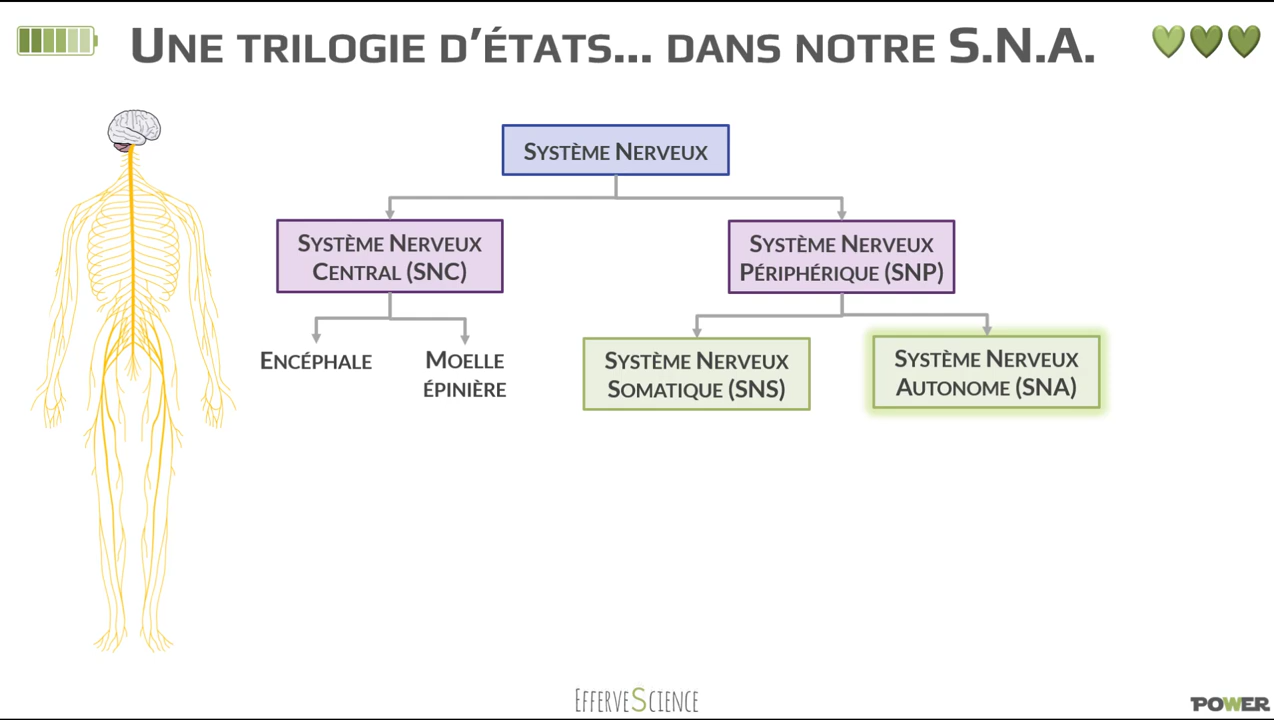 UNE TRILOGIE D'ÉTATS... DANS NOTRE S.N.A.
SYSTÈME NERVEUX
SYSTÈME NERVEUX
CENTRAL (SNC)
SYSTÈME NERVEUX
PÉRIPHÉRIQUE (SNP)
ENCÉPHALE
MOELLE
ÉPINIÈRE
SYSTÈME NERVEUX
SOMATIQUE (SNS)
SYSTÈME NERVEUX
AUTONOME (SNA)
EFFERVESCIENCE
POWER